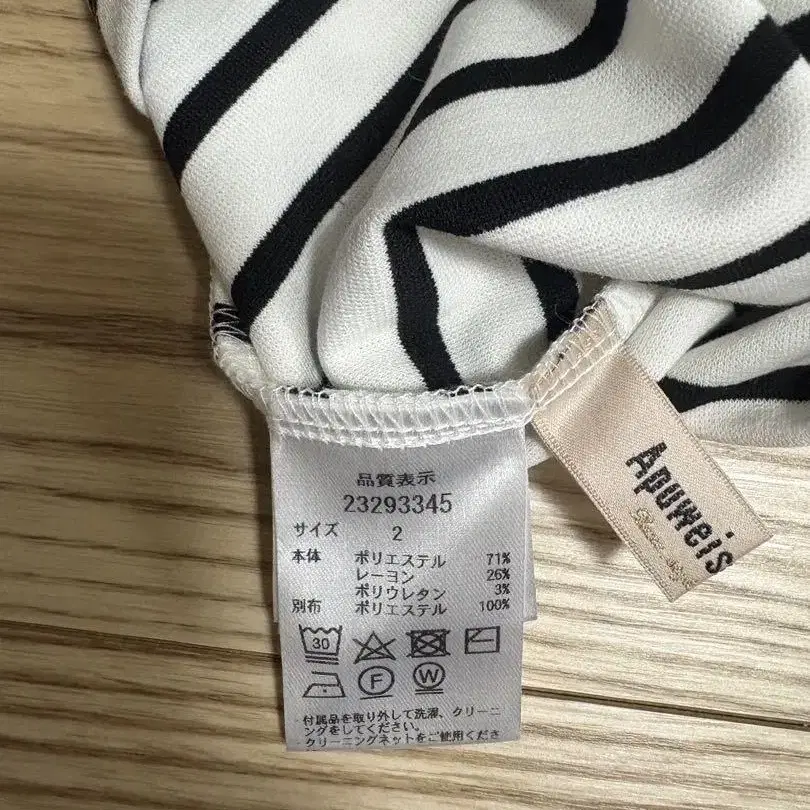 品質表示
23293345
サイズ 2
本体 ポリエステル 71%
レーヨン 26%
ポリウレタン 3%
別布 ポリエステル 100%
30
F W
・付属品を取り外して洗濯、クリーニ
ングをしてください。
・クリーニングネットをご使用くださ
Apuweis